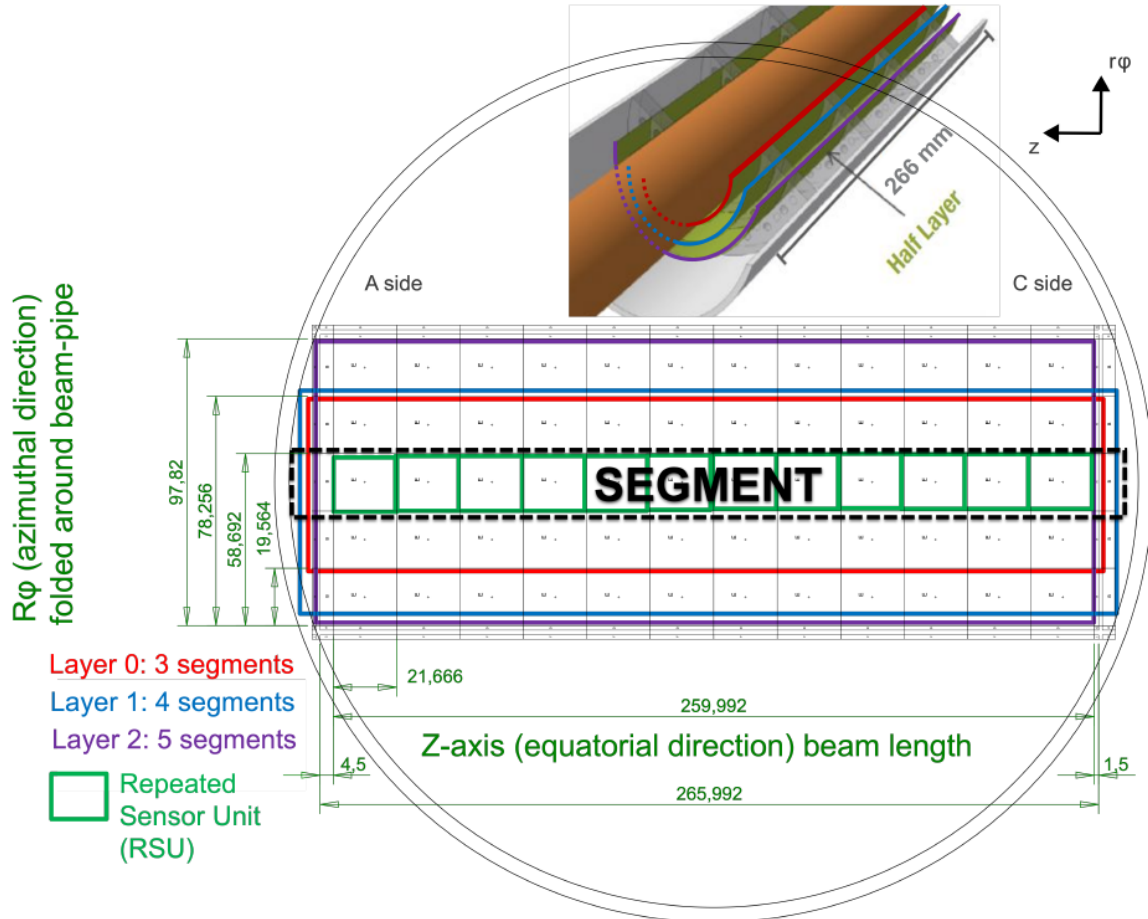 rφ
z
266 mm
Half Layer
A side
C side
Rφ (azimuthal direction)
folded around beam-pipe
97,82
78,256
58,692
19,564
SEGMENT
Layer 0: 3 segments
Layer 1: 4 segments
Layer 2: 5 segments
Repeated
Sensor Unit
(RSU)
21,666
259,992
Z-axis (equatorial direction) beam length
4,5
1,5
265,992